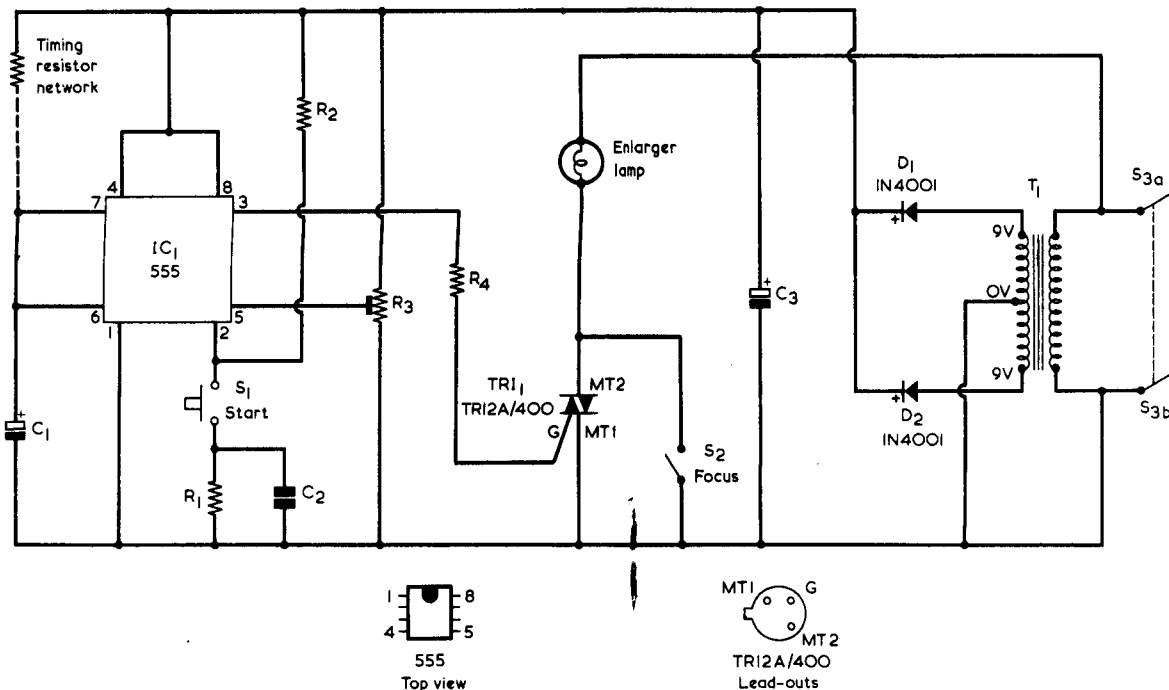 Timing
resistor
network
R2
4
8
7
3
IC1
555
6
5
1
2
R4
R3
Enlarger
lamp
C3
+
D1
1N4001
T1
S3a
9V
0V
9V
+
+
D2
1N4001
S3b
S1
Start
+
C1
R1
C2
TRI1
TR12A/400
MT2
G
MT1
S2
Focus
1
8
4
5
555
Top view
MT1
G
MT2
TR12A/400
Lead-outs